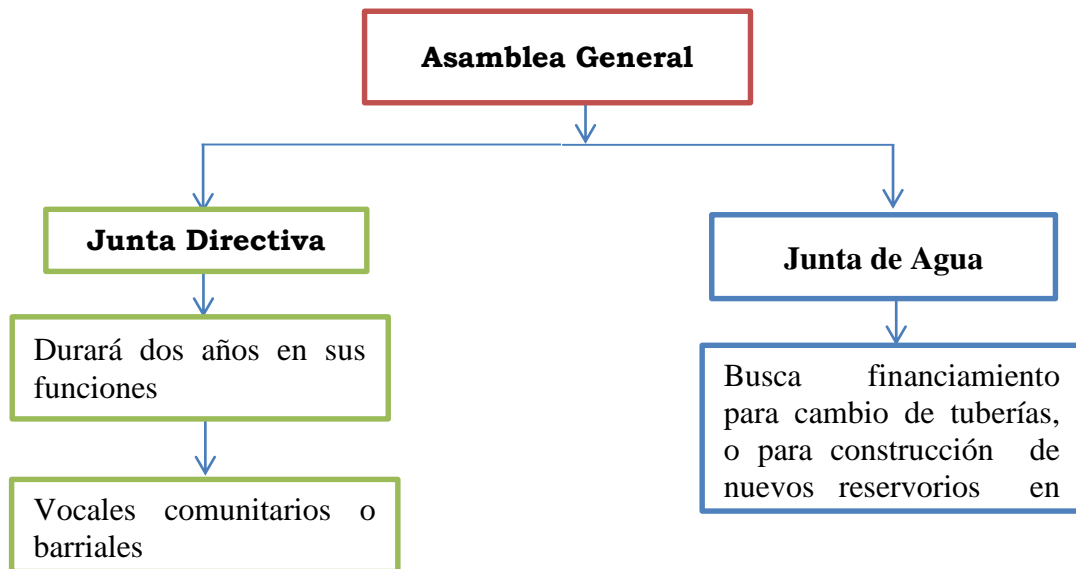 Asamblea General
Junta Directiva
Junta de Agua
Durará dos años en sus
funciones
Vocales comunitarios o
barriales
Busca financiamiento
para cambio de tuberías,
o para construcción de
nuevos reservorios en